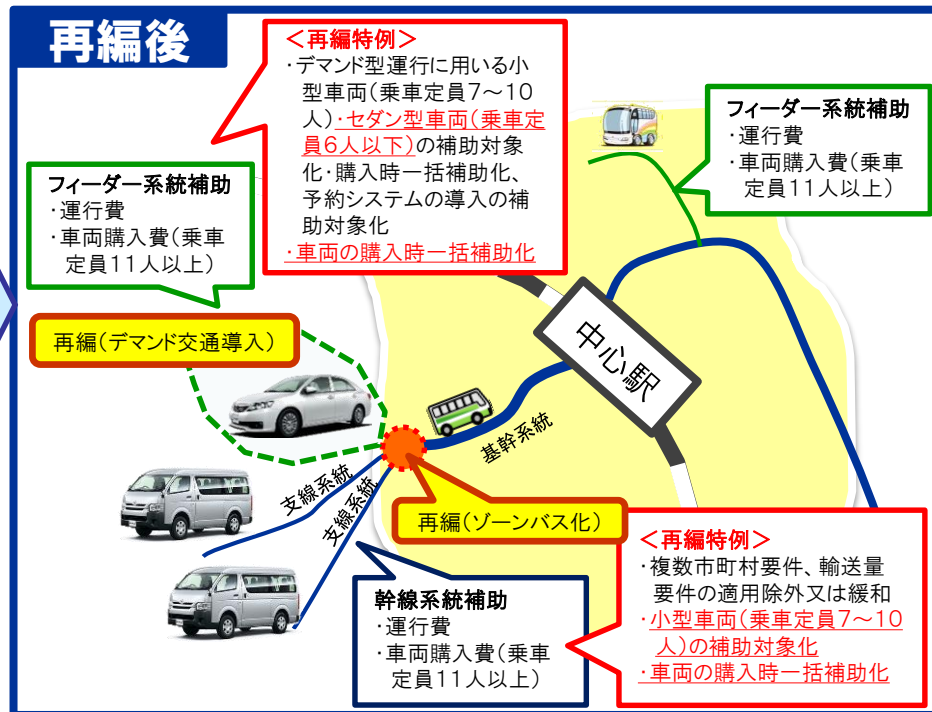 再編後
<再編特例>
・デマンド型運行に用いる小
型車両(乗車定員7～10
人)・セダン型車両(乗車定
員6人以下)の補助対象
化・購入時一括補助化、
予約システムの導入の補
助対象化
・車両の購入時一括補助化
フィーダー系統補助
・運行費
・車両購入費(乗車
定員11人以上)
フィーダー系統補助
・運行費
・車両購入費(乗車
定員11人以上)
再編(デマンド交通導入)
中心駅
基幹系統
支線系統
支線系統
再編(ゾーンバス化)
幹線系統補助
・運行費
・車両購入費(乗車
定員11人以上)
<再編特例>
・複数市町村要件、輸送量
要件の適用除外又は緩和
・小型車両(乗車定員7～10
人)の補助対象化
・車両の購入時一括補助化